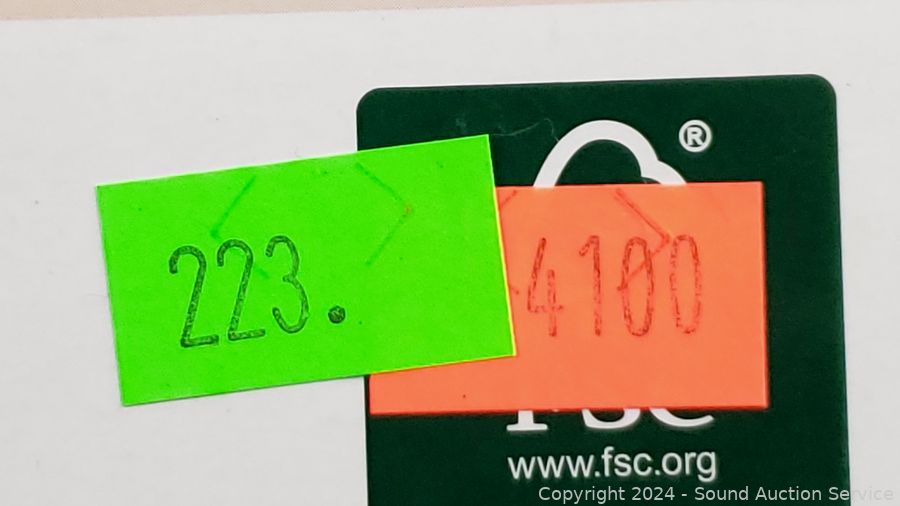 ®
223.
4100
FSC
www.fsc.org
Copyright 2024 - Sound Auction Service